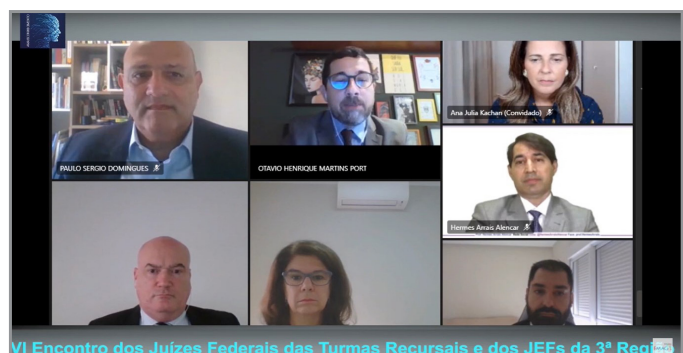 Ana Julia Kachan (Convidado)
PAULO SERGIO DOMINGUES
OTAVIO HENRIQUE MARTINS PORT
Hermes Arrais Alencar
VI Encontro dos Juízes Federais das Turmas Recursais e dos JEFs da 3ª Região